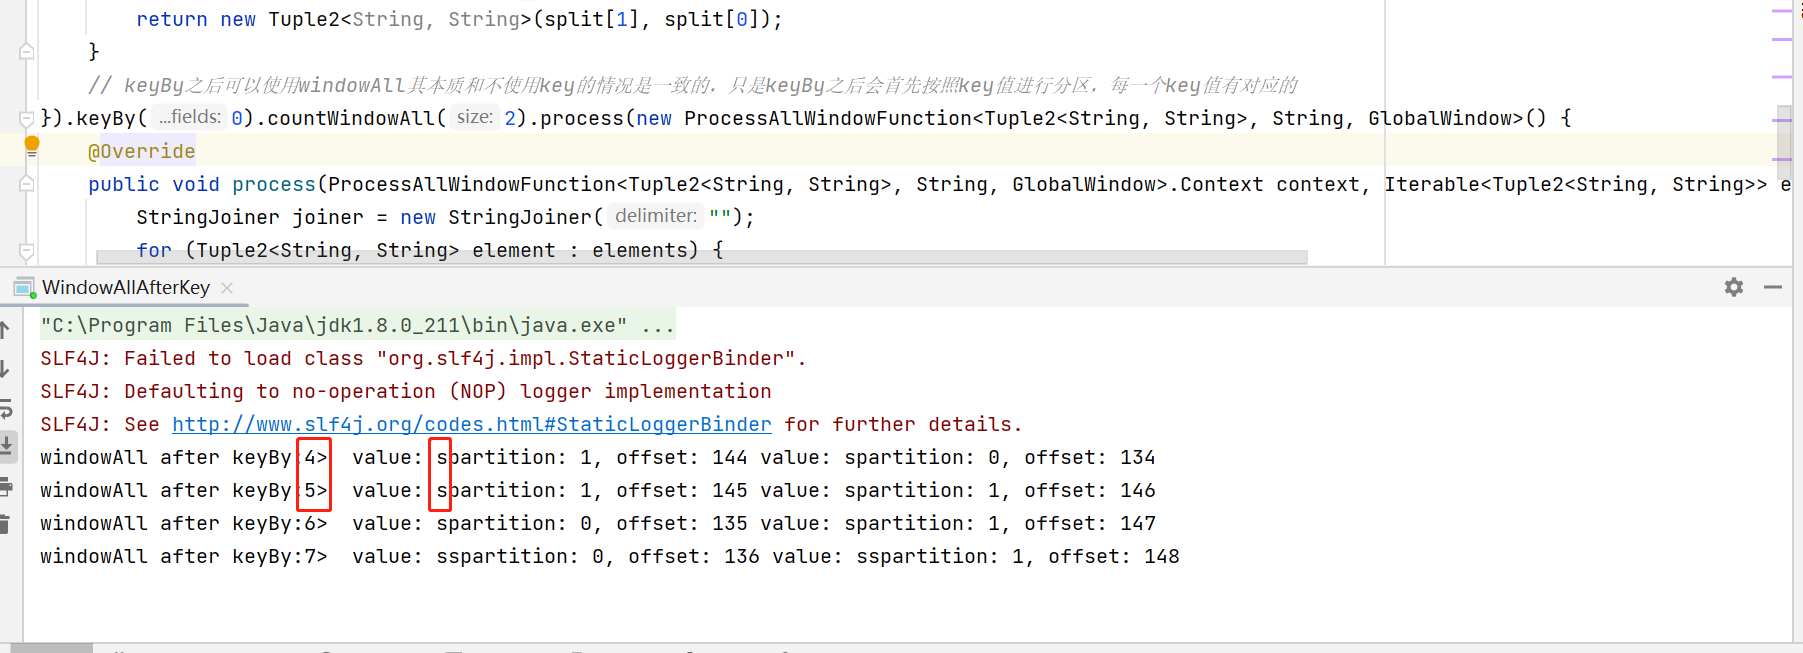 return new Tuple2<String, String>(split[1], split[0]);
}
// keyBy之后可以使用windowAll其本质和不使用key的情况是一致的，只是keyBy之后会首先按照key值进行分区，每一个key值有对应的
}).keyBy( ...fields: 0).countWindowAll( size: 2).process(new ProcessAllWindowFunction<Tuple2<String, String>, String, GlobalWindow>() {
@Override
public void process(ProcessAllWindowFunction<Tuple2<String, String>, String, GlobalWindow>.Context context, Iterable<Tuple2<String, String>> e
StringJoiner joiner = new StringJoiner( delimiter: "");
for (Tuple2<String, String> element : elements) {
WindowAllAfterKey
"C:\Program Files\Java\jdk1.8.0_211\bin\java.exe" ...
SLF4J: Failed to load class "org.slf4j.impl.StaticLoggerBinder".
SLF4J: Defaulting to no-operation (NOP) logger implementation
SLF4J: See http://www.slf4j.org/codes.html#StaticLoggerBinder for further details.
windowAll after keyBy:4>  value: spartition: 1, offset: 144 value: spartition: 0, offset: 134
windowAll after keyBy:5>  value: spartition: 1, offset: 145 value: spartition: 1, offset: 146
windowAll after keyBy:6>  value: spartition: 0, offset: 135 value: spartition: 1, offset: 147
windowAll after keyBy:7>  value: sspartition: 0, offset: 136 value: sspartition: 1, offset: 148